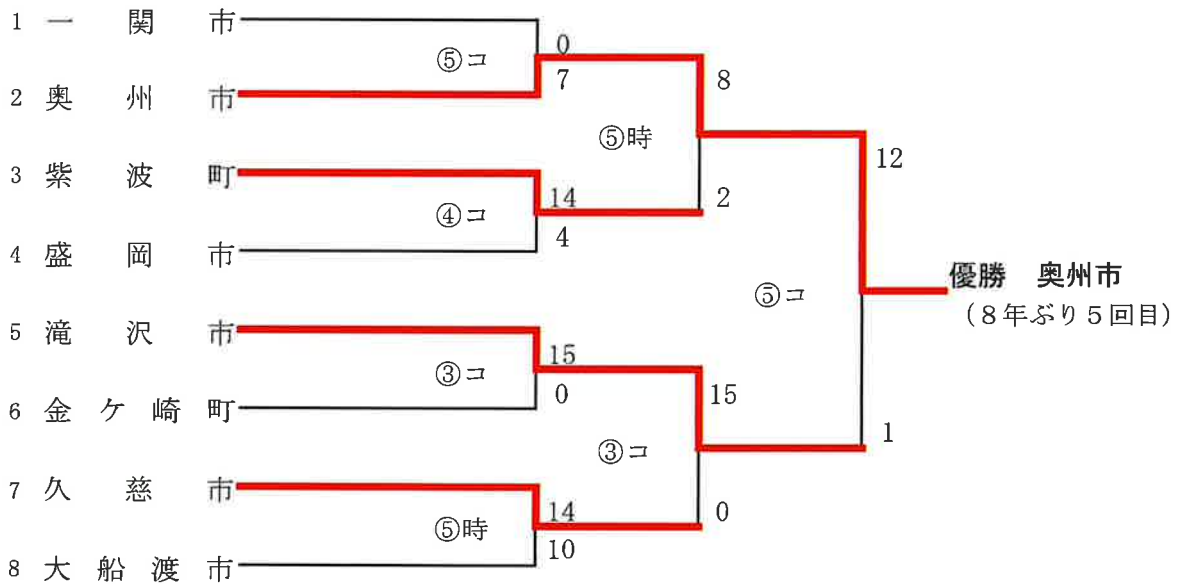 1 一関市
0
⑤コ
7
8
2 奥州市
⑤時
12
3 紫波町
14
2
④コ
4
4 盛岡市
優勝 奥州市
⑤コ
(8年ぶり5回目)
5 滝沢市
15
③コ
0
15
6 金ケ崎町
1
③コ
7 久慈市
14
0
⑤時
10
8 大船渡市